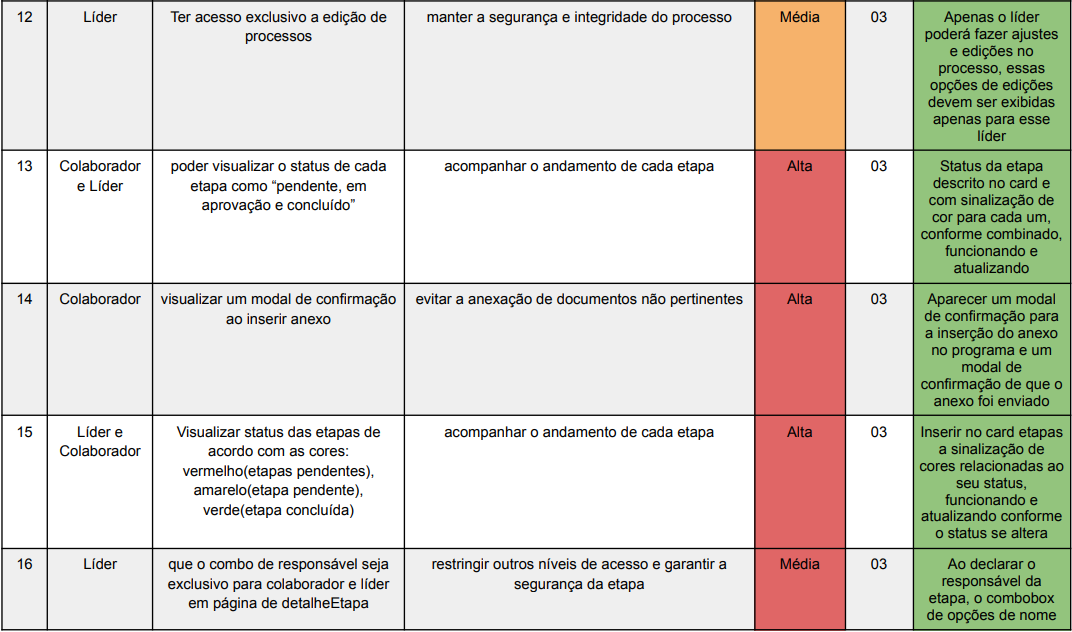 12
Líder
Ter acesso exclusivo a edição de
processos
manter a segurança e integridade do processo
Média
03
Apenas o líder
poderá fazer ajustes
e edições no
processo, essas
opções de edições
devem ser exibidas
apenas para esse
líder
13
Colaborador
e Líder
poder visualizar o status de cada
etapa como “pendente, em
aprovação e concluído”
acompanhar o andamento de cada etapa
Alta
03
Status da etapa
descrito no card e
com sinalização de
cor para cada um,
conforme combinado,
funcionando e
atualizando
14
Colaborador
visualizar um modal de confirmação
ao inserir anexo
evitar a anexação de documentos não pertinentes
Alta
03
Aparecer um modal
de confirmação para
a inserção do anexo
no programa e um
modal de
confirmação de que o
anexo foi enviado
15
Líder e
Colaborador
Visualizar status das etapas de
acordo com as cores:
vermelho(etapas pendentes),
amarelo(etapa pendente),
verde(etapa concluída)
acompanhar o andamento de cada etapa
Alta
03
Inserir no card etapas
a sinalização de
cores relacionadas ao
seu status,
funcionando e
atualizando conforme
o status se altera
16
Líder
que o combo de responsável seja
exclusivo para colaborador e líder
em página de detalheEtapa
restringir outros níveis de acesso e garantir a
segurança da etapa
Média
03
Ao declarar o
responsável da
etapa, o combobox
de opções de nome